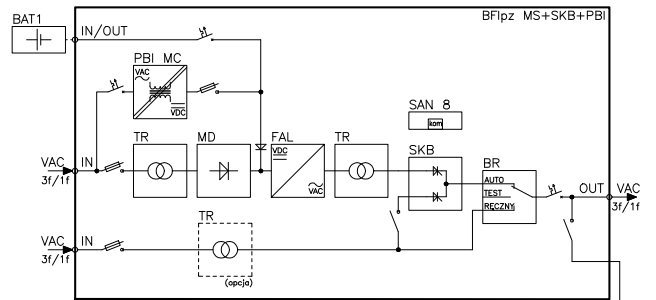 BFIpz MS+SKB+PBI
BAT1
IN/OUT
PBI MC
VAC
VDC
SAN 8
kom
TR
MD
FAL
TR
SKB
BR
VDC
VAC
VAC
IN
3f/1f
AUTO
TEST
RĘCZNY
OUT
VAC
3f/1f
TR
VAC
IN
3f/1f
(opcja)